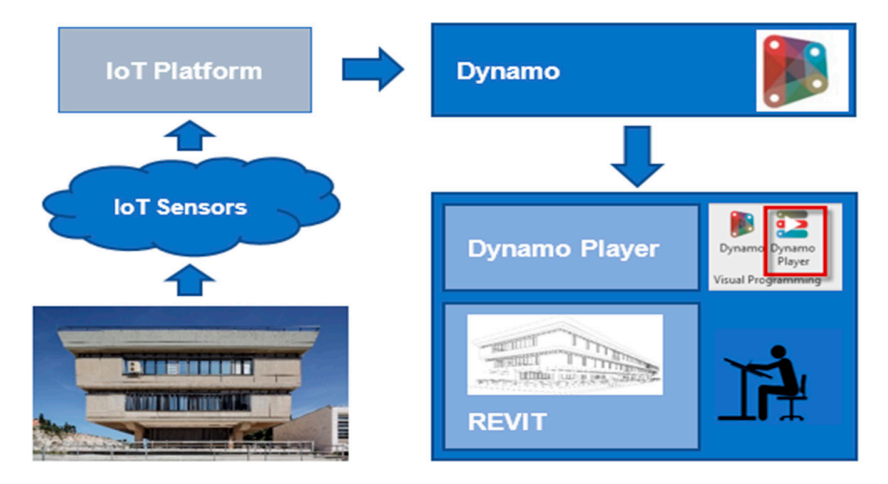 IoT Platform
Dynamo
IoT Sensors
Dynamo Player
Dynamo Dynamo
Player
Visual Programming
REVIT